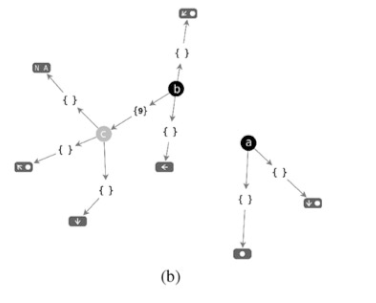 ↙ ●
{ }
N A
b
{ }
{9}
c
{ }
a
{ }
↖ ●
←
{ }
↓ ●
{ }
{ }
↓
●
(b)